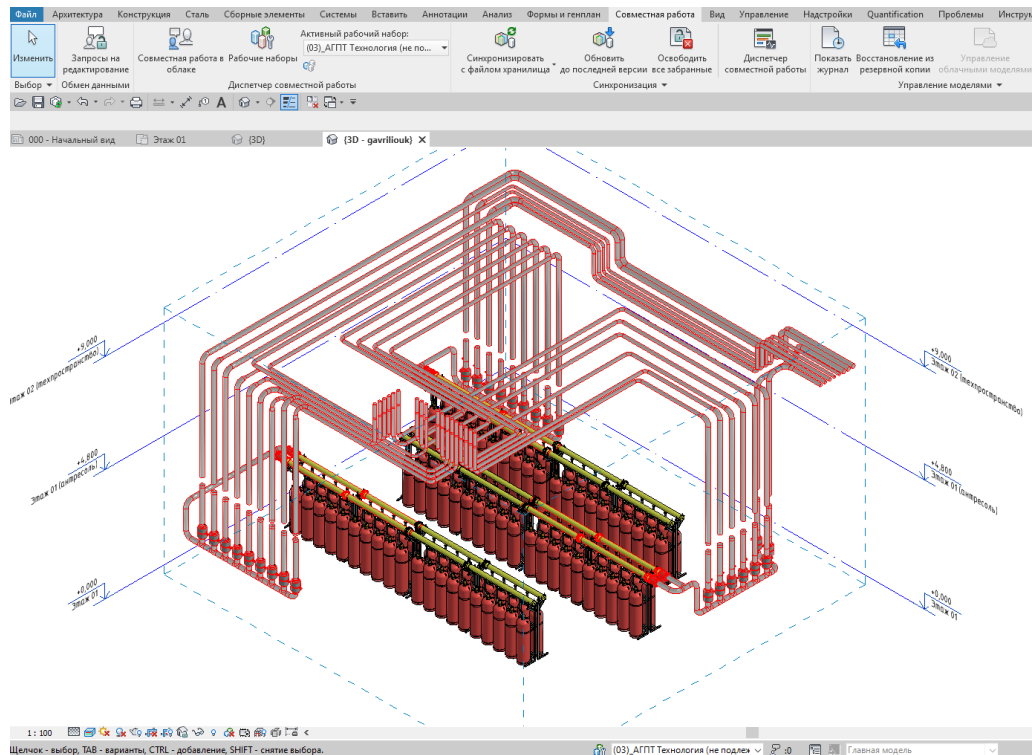 Файл Архитектура Конструкция Сталь Сборные элементы Системы Вставить Аннотации Анализ Формы и генплан Совместная работа Вид Управление Надстройки Quantification Проблемы
Активный рабочий набор:
(03)_АГПТ Технология (не по...
Изменить
Запросы на редактирование
Совместная работа в облаке
Рабочие наборы
Синхронизировать с файлом хранилища
Обновить до последней версии
Освободить все забранные
Диспетчер совместной работы
Показать журнал
Восстановление из резервной копии
Управление облачными моделями
Выбор Обмен данными Диспетчер совместной работы Синхронизация Управление моделями
000 - Начальный вид Этаж 01 {3D} {3D - gavriliouk}
+9,000
Этаж 02 (техпространство)
+4,800
Этаж 01 (антресоль)
+0,000
Этаж 01
+9,000
Этаж 02 (техпространство)
+4,800
Этаж 01 (антресоль)
+0,000
Этаж 01
1 : 100
Щелчок - выбор, TAB - варианты, CTRL - добавление, SHIFT - снятие выбора.
(03)_АГПТ Технология (не подлеж
:0
Главная модель